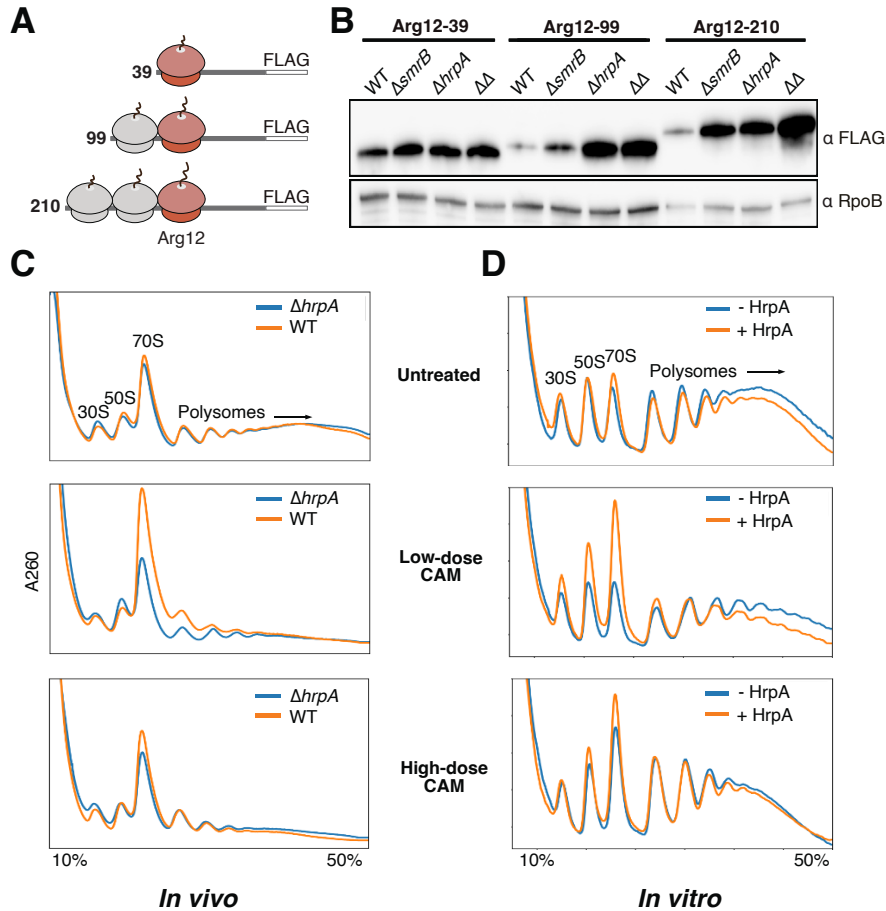 A
39
FLAG
99
FLAG
210
FLAG
Arg12
B
Arg12-39 Arg12-99 Arg12-210
WT ΔsmrB ΔhrpA ΔΔ WT ΔsmrB ΔhrpA ΔΔ WT ΔsmrB ΔhrpA ΔΔ
α FLAG
α RpoB
C
ΔhrpA
WT
70S
50S
30S
Polysomes
D
- HrpA
+ HrpA
30S
50S
70S
Polysomes
Untreated
A260
ΔhrpA
WT
Low-dose
CAM
- HrpA
+ HrpA
ΔhrpA
WT
High-dose
CAM
- HrpA
+ HrpA
10% 50%
10% 50%
In vivo
In vitro